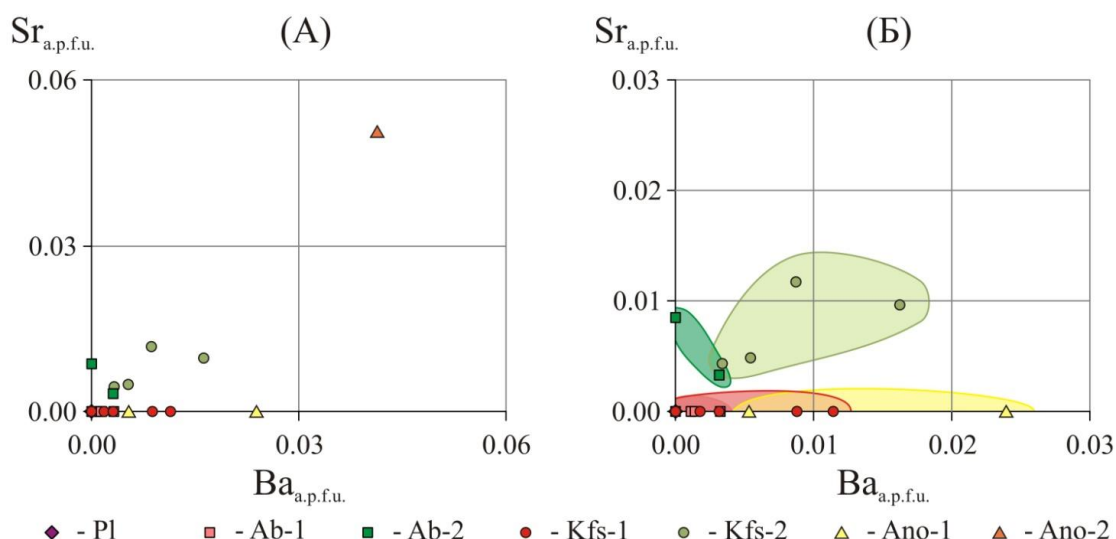 Sr a.p.f.u. (А) Sr a.p.f.u. (Б)
0.06 0.03
0.02
0.03
0.01
0.00 0.00
0.00 0.03 0.06 0.00 0.01 0.02 0.03
Ba a.p.f.u. Ba a.p.f.u.
- Pl - Ab-1 - Ab-2 - Kfs-1 - Kfs-2 - Ano-1 - Ano-2